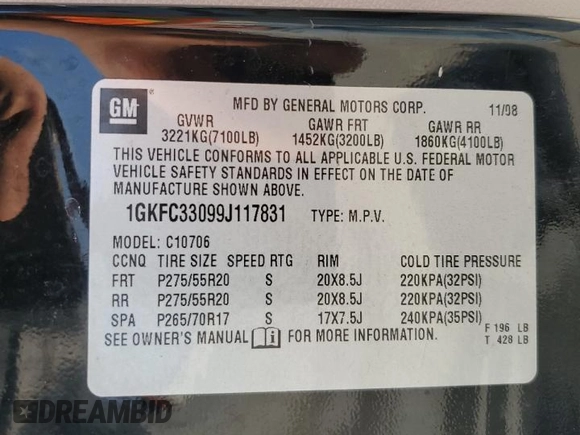 GM
MFD BY GENERAL MOTORS CORP. 11/08
GVWR GAWR FRT GAWR RR
3221KG(7100LB) 1452KG(3200LB) 1860KG(4100LB)
THIS VEHICLE CONFORMS TO ALL APPLICABLE U.S. FEDERAL MOTOR
VEHICLE SAFETY STANDARDS IN EFFECT ON THE DATE OF
MANUFACTURE SHOWN ABOVE.
1GKFC33099J117831 TYPE: M.P.V.
MODEL: C10706
CCNQ TIRE SIZE SPEED RTG RIM COLD TIRE PRESSURE
FRT P275/55R20 S 20X8.5J 220KPA(32PSI)
RR P275/55R20 S 20X8.5J 220KPA(32PSI)
SPA P265/70R17 S 17X7.5J 240KPA(35PSI)
SEE OWNER'S MANUAL i FOR MORE INFORMATION.
F 196 LB
T 428 LB
DREAMBID